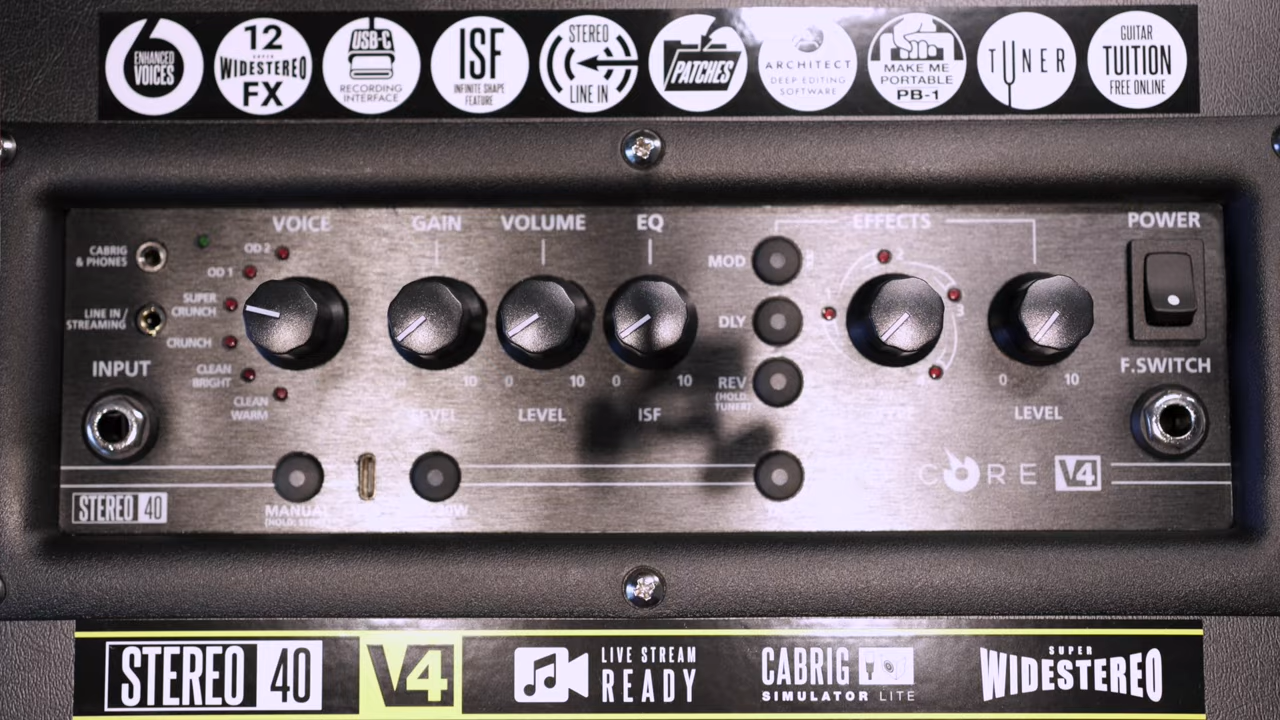 ENHANCED
VOICES
12
SUPER
WIDESTEREO
FX
USB-C
RECORDING
INTERFACE
ISF
INFINITE SHAPE
FEATURE
STEREO
LINE IN
PATCHES
ARCHITECT
DEEP EDITING
SOFTWARE
MAKE ME
PORTABLE
PB-1
TUNER
GUITAR
TUITION
FREE ONLINE
VOICE
GAIN
VOLUME
EQ
EFFECTS
POWER
CABRIG
& PHONES
OD 2
OD 1
SUPER
CRUNCH
CRUNCH
CLEAN
BRIGHT
CLEAN
WARM
LINE IN/
STREAMING
INPUT
MOD
DLY
REV
(HOLD:
TUNER)
2
3
F.SWITCH
10
0
10
0
10
0
10
LEVEL
LEVEL
ISF
LEVEL
MANUAL
STEREO 40
CORE V4
STEREO 40
V4
LIVE STREAM
READY
CABRIG
SIMULATOR LITE
SUPER
WIDESTEREO